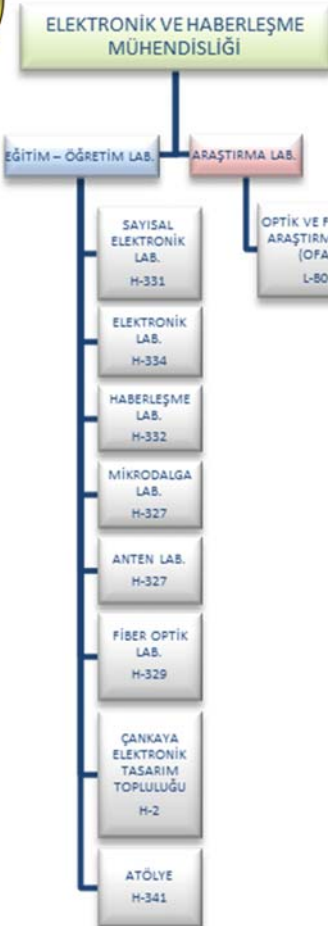 ELEKTRONİK VE HABERLEŞME
MÜHENDİSLİĞİ
EĞİTİM – ÖĞRETİM LAB.
ARAŞTIRMA LAB.
SAYISAL
ELEKTRONİK
LAB.
H-331
ELEKTRONİK
LAB.
H-334
HABERLEŞME
LAB.
H-332
MİKRODALGA
LAB.
H-327
ANTEN LAB.
H-327
FİBER OPTİK
LAB.
H-329
ÇANKAYA
ELEKTRONİK
TASARIM
TOPLULUĞU
H-2
ATÖLYE
H-341
OPTİK VE